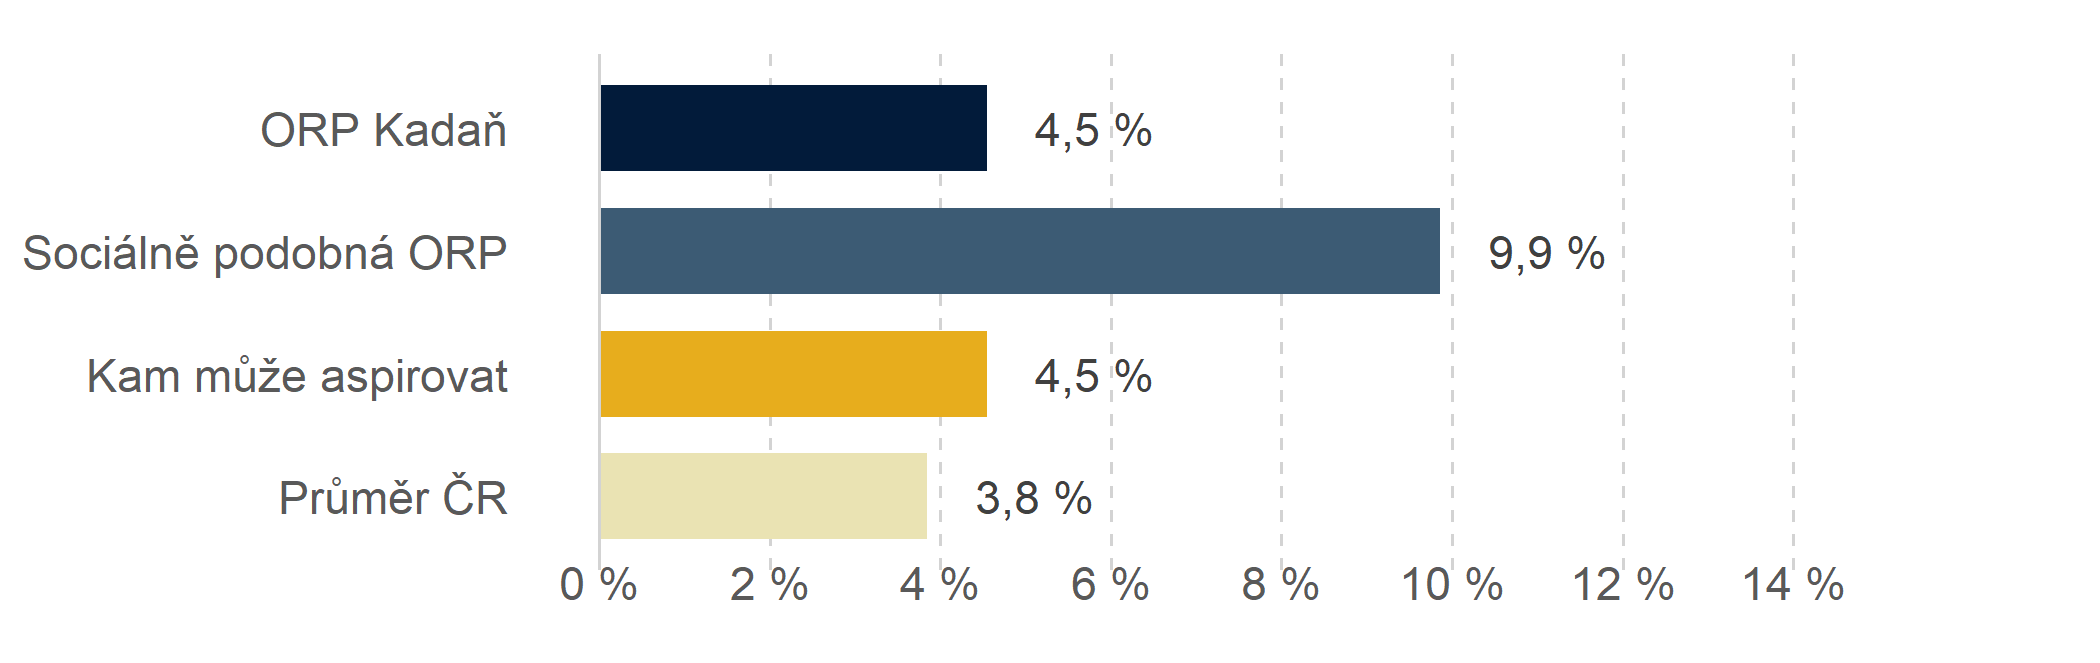 ORP Kadaň
4,5 %
Sociálně podobná ORP
9,9 %
Kam může aspirovat
4,5 %
Průměr ČR
3,8 %
0 % 2 % 4 % 6 % 8 % 10 % 12 % 14 %